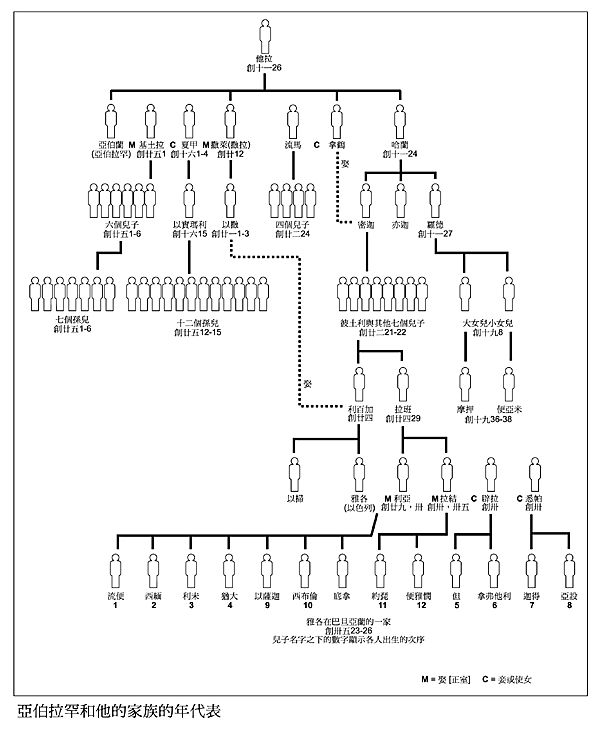 他拉
創十一26
亞伯蘭 M 基土拉 C 夏甲 M 撒萊(撒拉) 流馬 C 拿鶴 哈蘭
(亞伯拉罕) 創廿五1 創十六1-4 創廿12 創十一24
娶
六個兒子 以實瑪利 以撒 四個兒子 密迦 亦迦 羅德
創廿五1-6 創十六15 創廿一1-3 創廿二24 創十一27
七個孫兒 十二個孫兒 彼土利與其他七個兒子 大女兒小女兒
創廿五1-6 創廿五12-15 創廿二21-22 創十九8
娶
利百加 拉班 摩押 便亞米
創廿四 創廿四29 創十九36-38
以掃 雅各 M 利亞 M 拉結 C 辟拉 C 悉帕
(以色列) 創廿九，卅 創卅，卅五 創卅 創卅
流便 西緬 利未 猶大 以薩迦 西布倫 底拿 約瑟 便雅憫 但 拿弗他利 迦得 亞設
1 2 3 4 9 10 11 12 5 6 7 8
雅各在巴旦亞蘭的一家
創卅五23-26
兒子名字之下的數字顯示各人出生的次序
M = 娶 [正室] C = 妾或使女
亞伯拉罕和他的家族的年代表